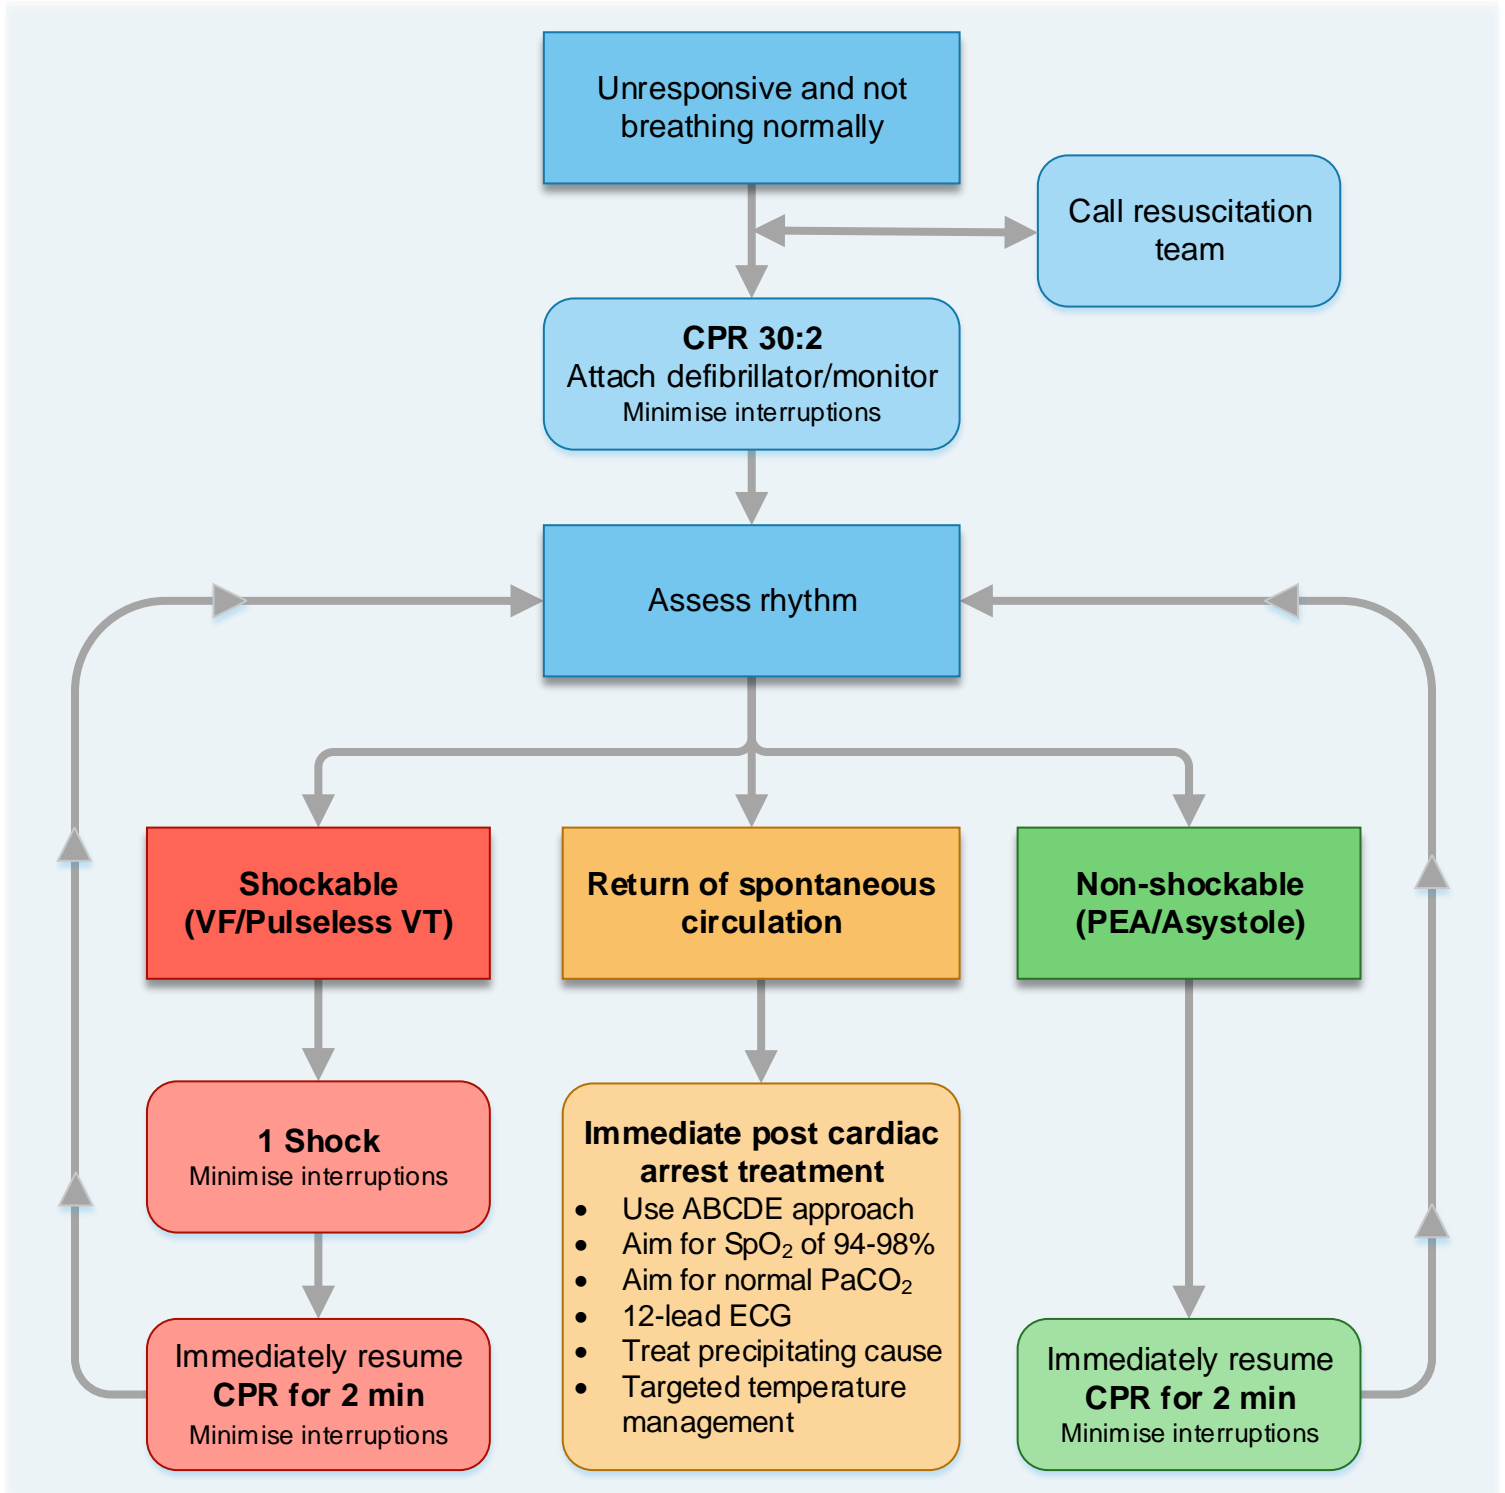 Unresponsive and not
breathing normally
Call resuscitation
team
CPR 30:2
Attach defibrillator/monitor
Minimise interruptions
Assess rhythm
Shockable
(VF/Pulseless VT)
Return of spontaneous
circulation
Non-shockable
(PEA/Asystole)
1 Shock
Minimise interruptions
Immediately resume
CPR for 2 min
Minimise interruptions
Immediate post cardiac
arrest treatment
• Use ABCDE approach
• Aim for SpO₂ of 94-98%
• Aim for normal PaCO₂
• 12-lead ECG
• Treat precipitating cause
• Targeted temperature
management
Immediately resume
CPR for 2 min
Minimise interruptions